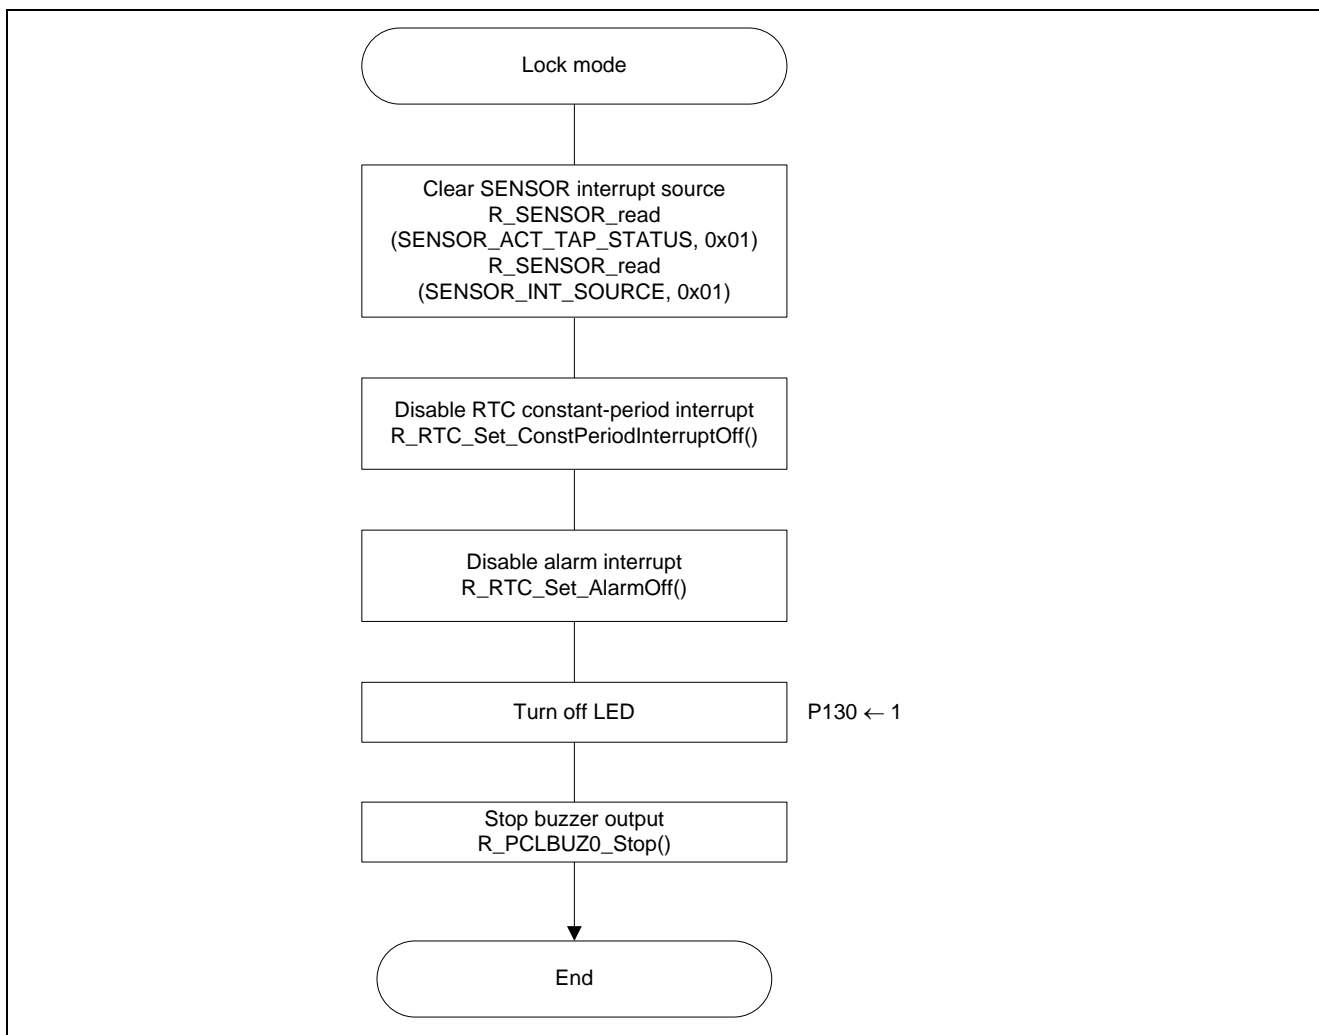 Lock mode
Clear SENSOR interrupt source
R_SENSOR_read
(SENSOR_ACT_TAP_STATUS, 0x01)
R_SENSOR_read
(SENSOR_INT_SOURCE, 0x01)
Disable RTC constant-period interrupt
R_RTC_Set_ConstPeriodInterruptOff()
Disable alarm interrupt
R_RTC_Set_AlarmOff()
Turn off LED
P130 ← 1
Stop buzzer output
R_PCLBUZ0_Stop()
End